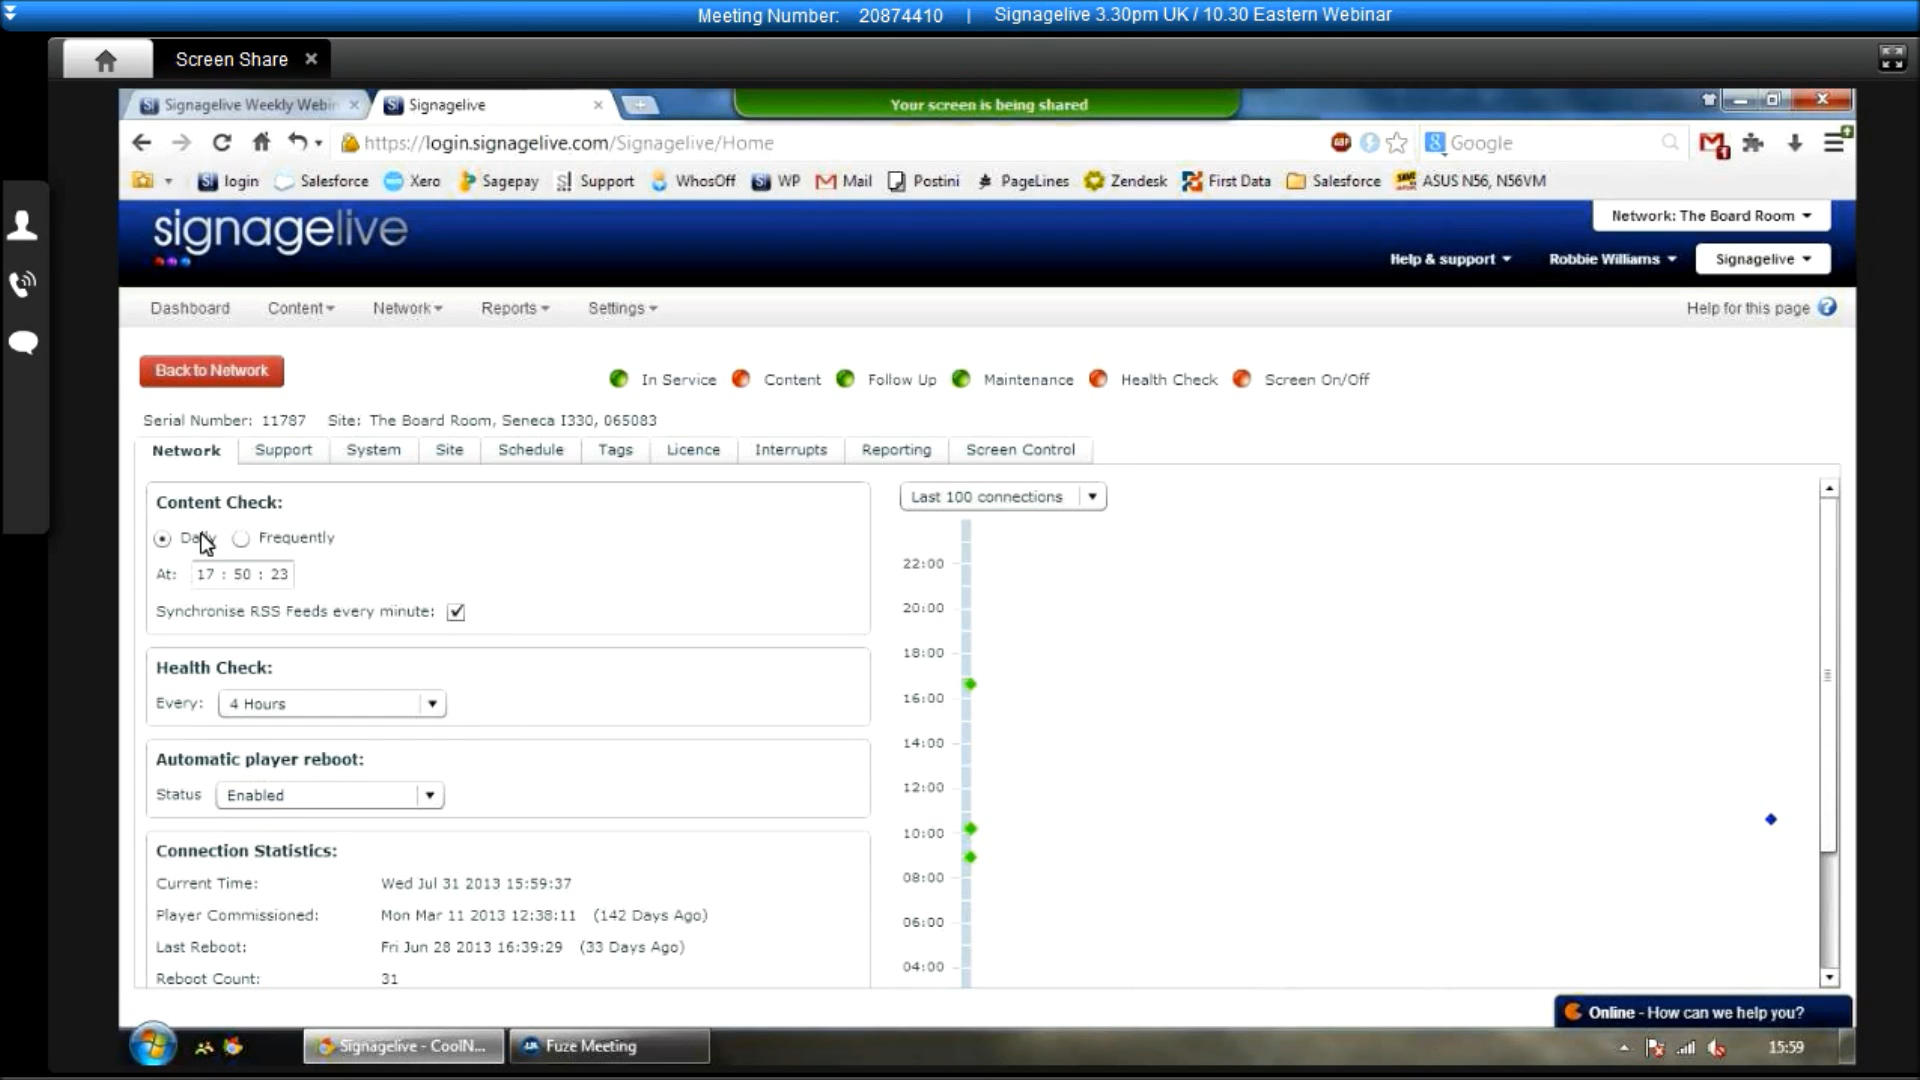 Meeting Number: 20874410 | Signagelive 3.30pm UK / 10.30 Eastern Webinar
Screen Share
Signagelive Weekly Webin
Signagelive
Your screen is being shared
https://login.signagelive.com/Signagelive/Home
Google
login Salesforce Xero Sagepay Support WhosOff WP Mail Postini PageLines Zendesk First Data Salesforce ASUS N56, N56VM
signagelive
Network: The Board Room
Help & support Robbie Williams Signagelive
Dashboard Content Network Reports Settings Help for this page
Back to Network
In Service Content Follow Up Maintenance Health Check Screen On/Off
Serial Number: 11787 Site: The Board Room, Seneca I330, 065083
Network Support System Site Schedule Tags Licence Interrupts Reporting Screen Control
Content Check:
Daily Frequently
At: 17 : 50 : 23
Synchronise RSS Feeds every minute:
Health Check:
Every: 4 Hours
Automatic player reboot:
Status Enabled
Connection Statistics:
Current Time: Wed Jul 31 2013 15:59:37
Player Commissioned: Mon Mar 11 2013 12:38:11 (142 Days Ago)
Last Reboot: Fri Jun 28 2013 16:39:29 (33 Days Ago)
Reboot Count: 31
Last 100 connections
22:00
20:00
18:00
16:00
14:00
12:00
10:00
08:00
06:00
04:00
Online - How can we help you?
Signagelive - CoolN...
Fuze Meeting
15:59